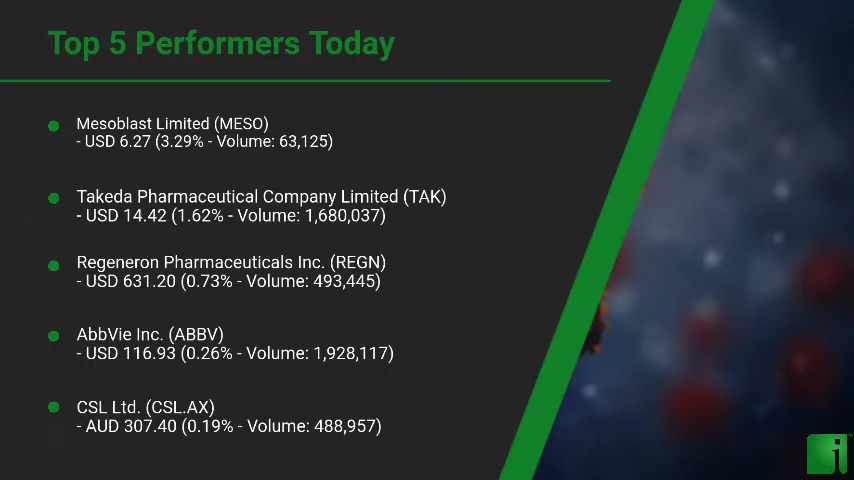 Top 5 Performers Today
Mesoblast Limited (MESO)
- USD 6.27 (3.29% - Volume: 63,125)
Takeda Pharmaceutical Company Limited (TAK)
- USD 14.42 (1.62% - Volume: 1,680,037)
Regeneron Pharmaceuticals Inc. (REGN)
- USD 631.20 (0.73% - Volume: 493,445)
AbbVie Inc. (ABBV)
- USD 116.93 (0.26% - Volume: 1,928,117)
CSL Ltd. (CSL.AX)
- AUD 307.40 (0.19% - Volume: 488,957)
i